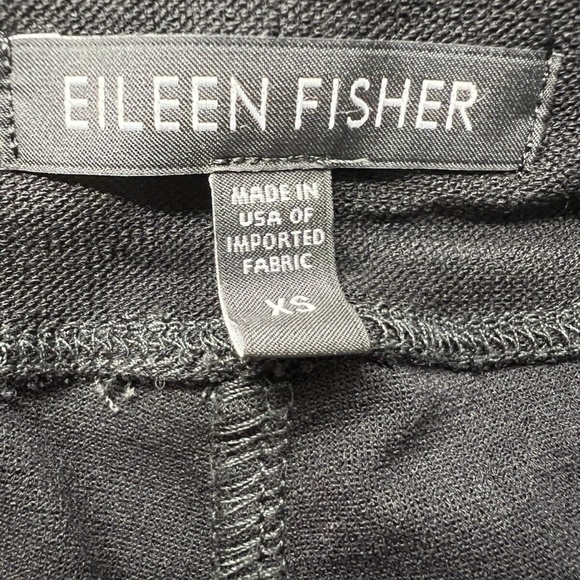 EILEEN FISHER
MADE IN
USA OF
IMPORTED
FABRIC
XS